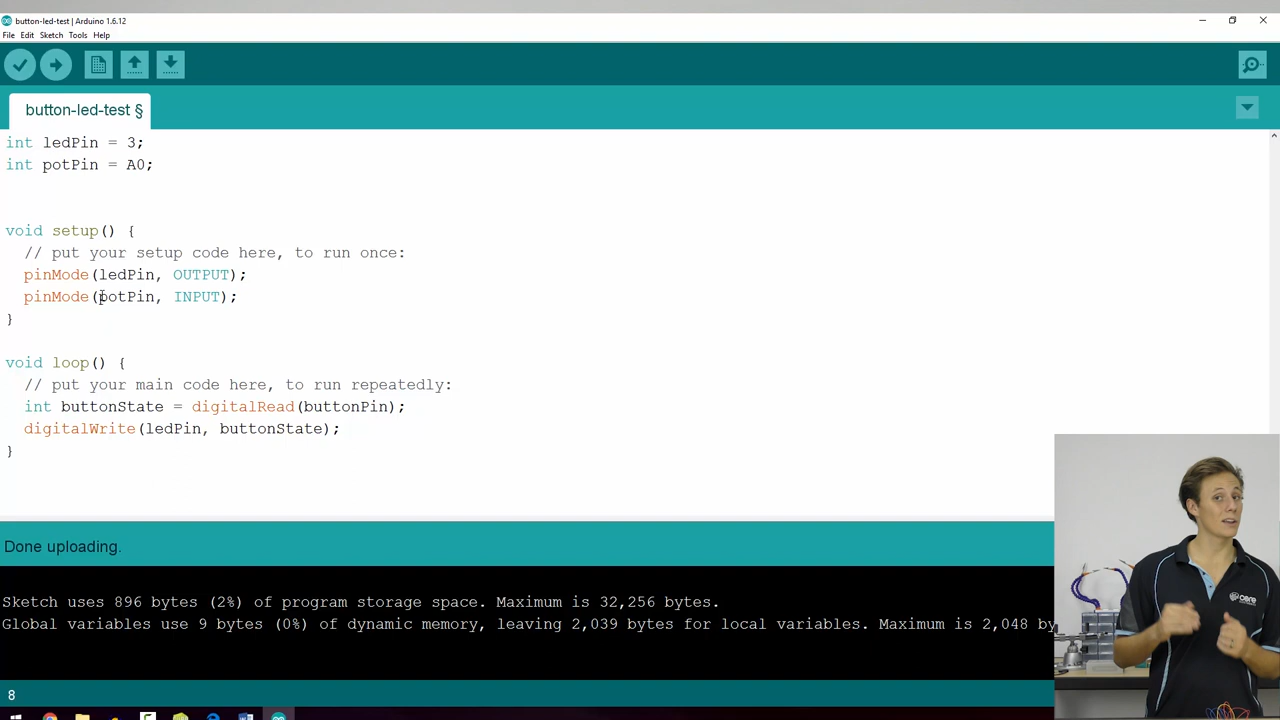 button-led-test | Arduino 1.6.12
File Edit Sketch Tools Help
button-led-test §
int ledPin = 3;
int potPin = A0;
void setup() {
// put your setup code here, to run once:
pinMode(ledPin, OUTPUT);
pinMode(potPin, INPUT);
}
void loop() {
// put your main code here, to run repeatedly:
int buttonState = digitalRead(buttonPin);
digitalWrite(ledPin, buttonState);
}
Done uploading.
Sketch uses 896 bytes (2%) of program storage space. Maximum is 32,256 bytes.
Global variables use 9 bytes (0%) of dynamic memory, leaving 2,039 bytes for local variables. Maximum is 2,048 by
8